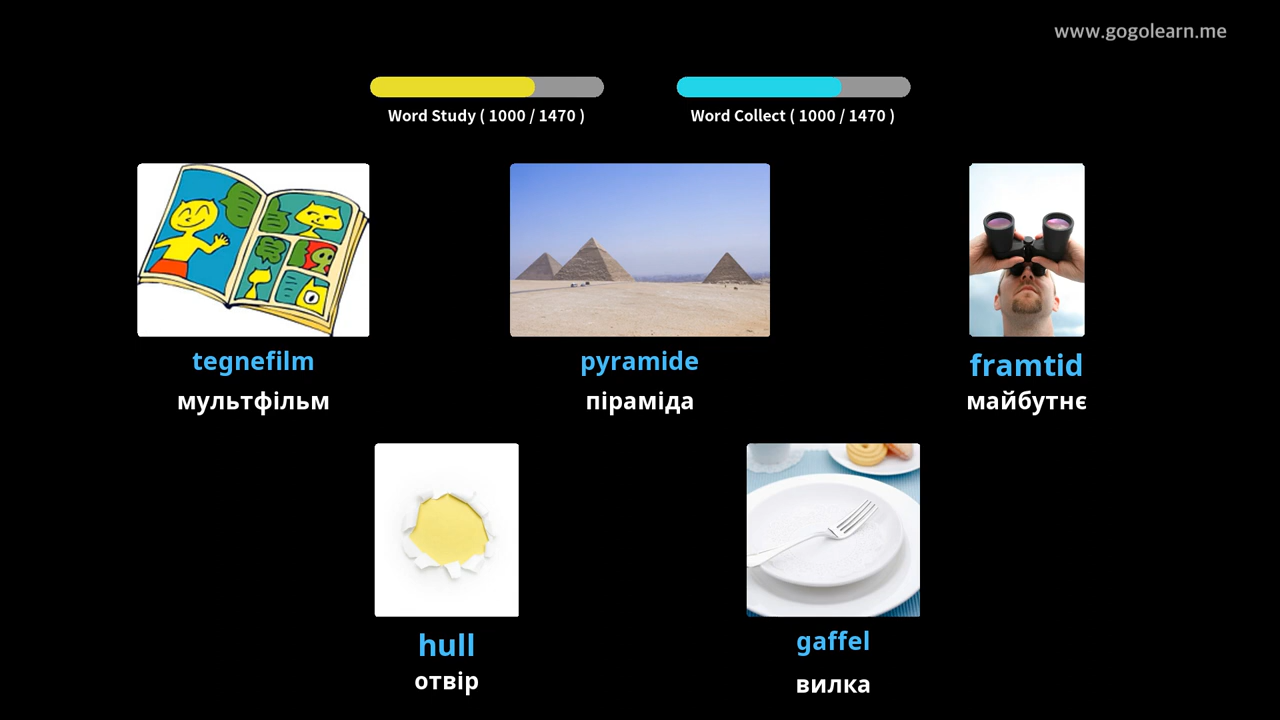 www.gogolearn.me
Word Study ( 1000 / 1470 )
Word Collect ( 1000 / 1470 )
tegnefilm
мультфільм
pyramide
піраміда
framtid
майбутнє
hull
отвір
gaffel
вилка